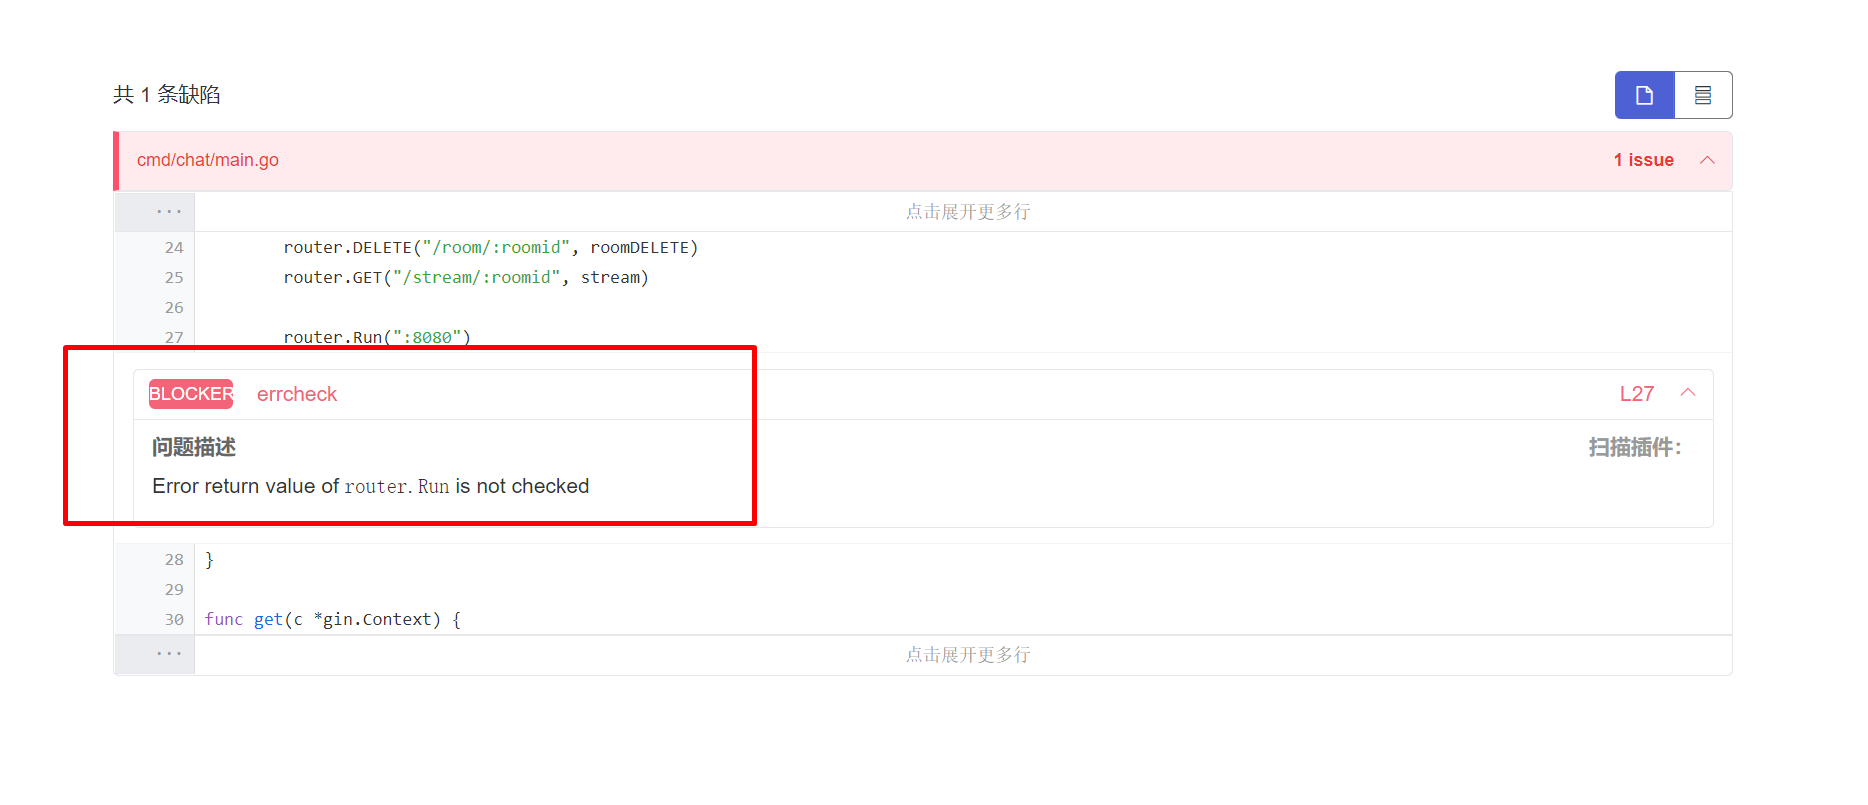 共 1 条缺陷
cmd/chat/main.go 1 issue
... 点击展开更多行
24 router.DELETE("/room/:roomid", roomDELETE)
25 router.GET("/stream/:roomid", stream)
26
27 router.Run(":8080")
BLOCKER errcheck L27
问题描述 扫描插件：
Error return value of router.Run is not checked
28 }
29
30 func get(c *gin.Context) {
... 点击展开更多行